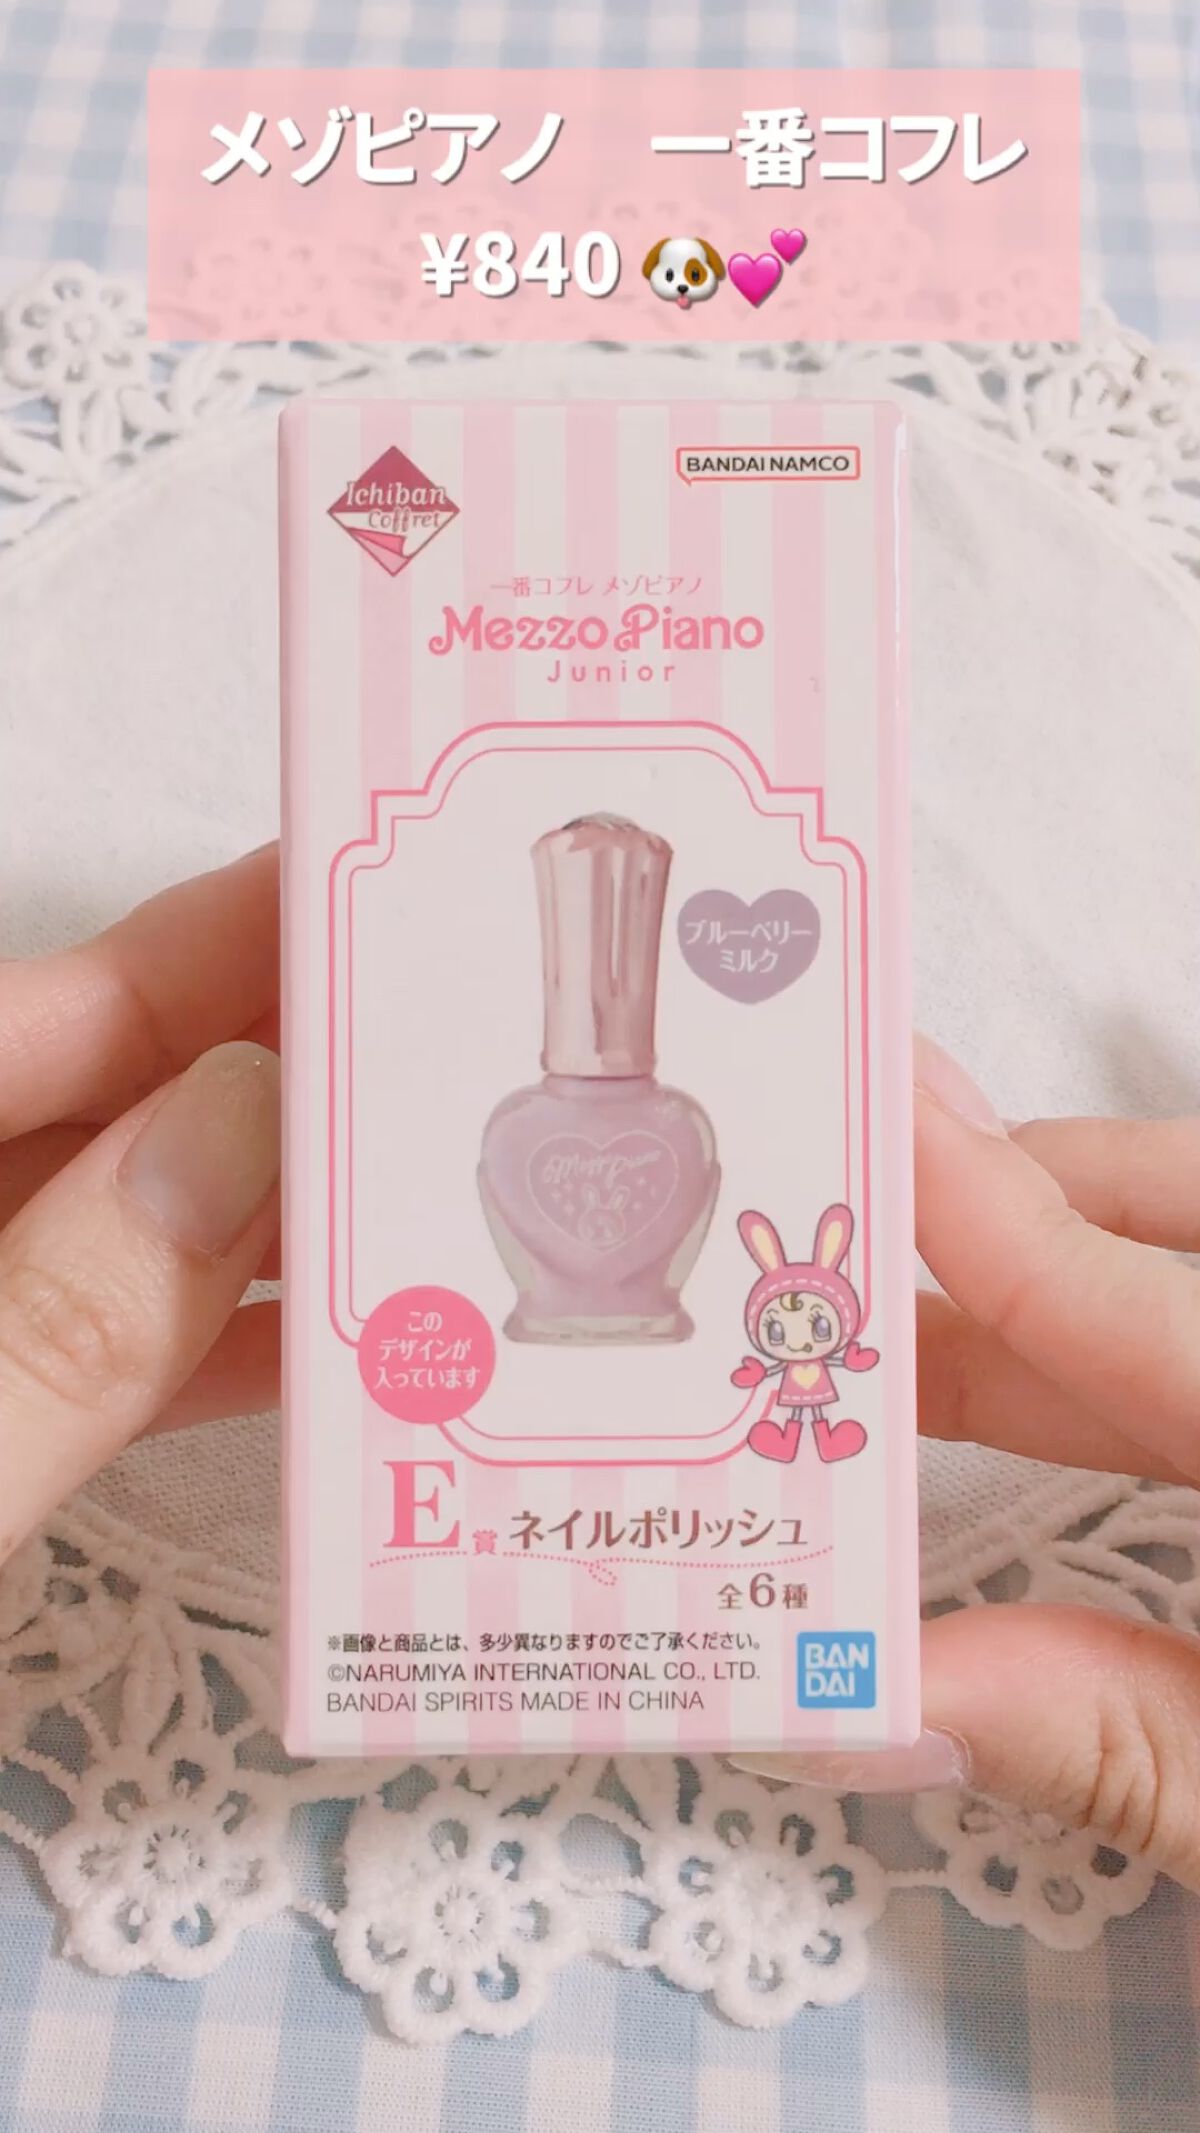 メゾピアノ 一番コフレ
¥840 🐶💕
Ichiban
Coffret
BANDAI NAMCO
一番コフレ メゾピアノ
Mezzo Piano
Junior
ブルーベリー
ミルク
Mezzo Piano
この
デザインが
入っています
E賞 ネイルポリッシュ
全6種
※画像と商品とは、多少異なりますのでご了承ください。
©NARUMIYA INTERNATIONAL CO., LTD.
BANDAI SPIRITS MADE IN CHINA
BAN
DAI